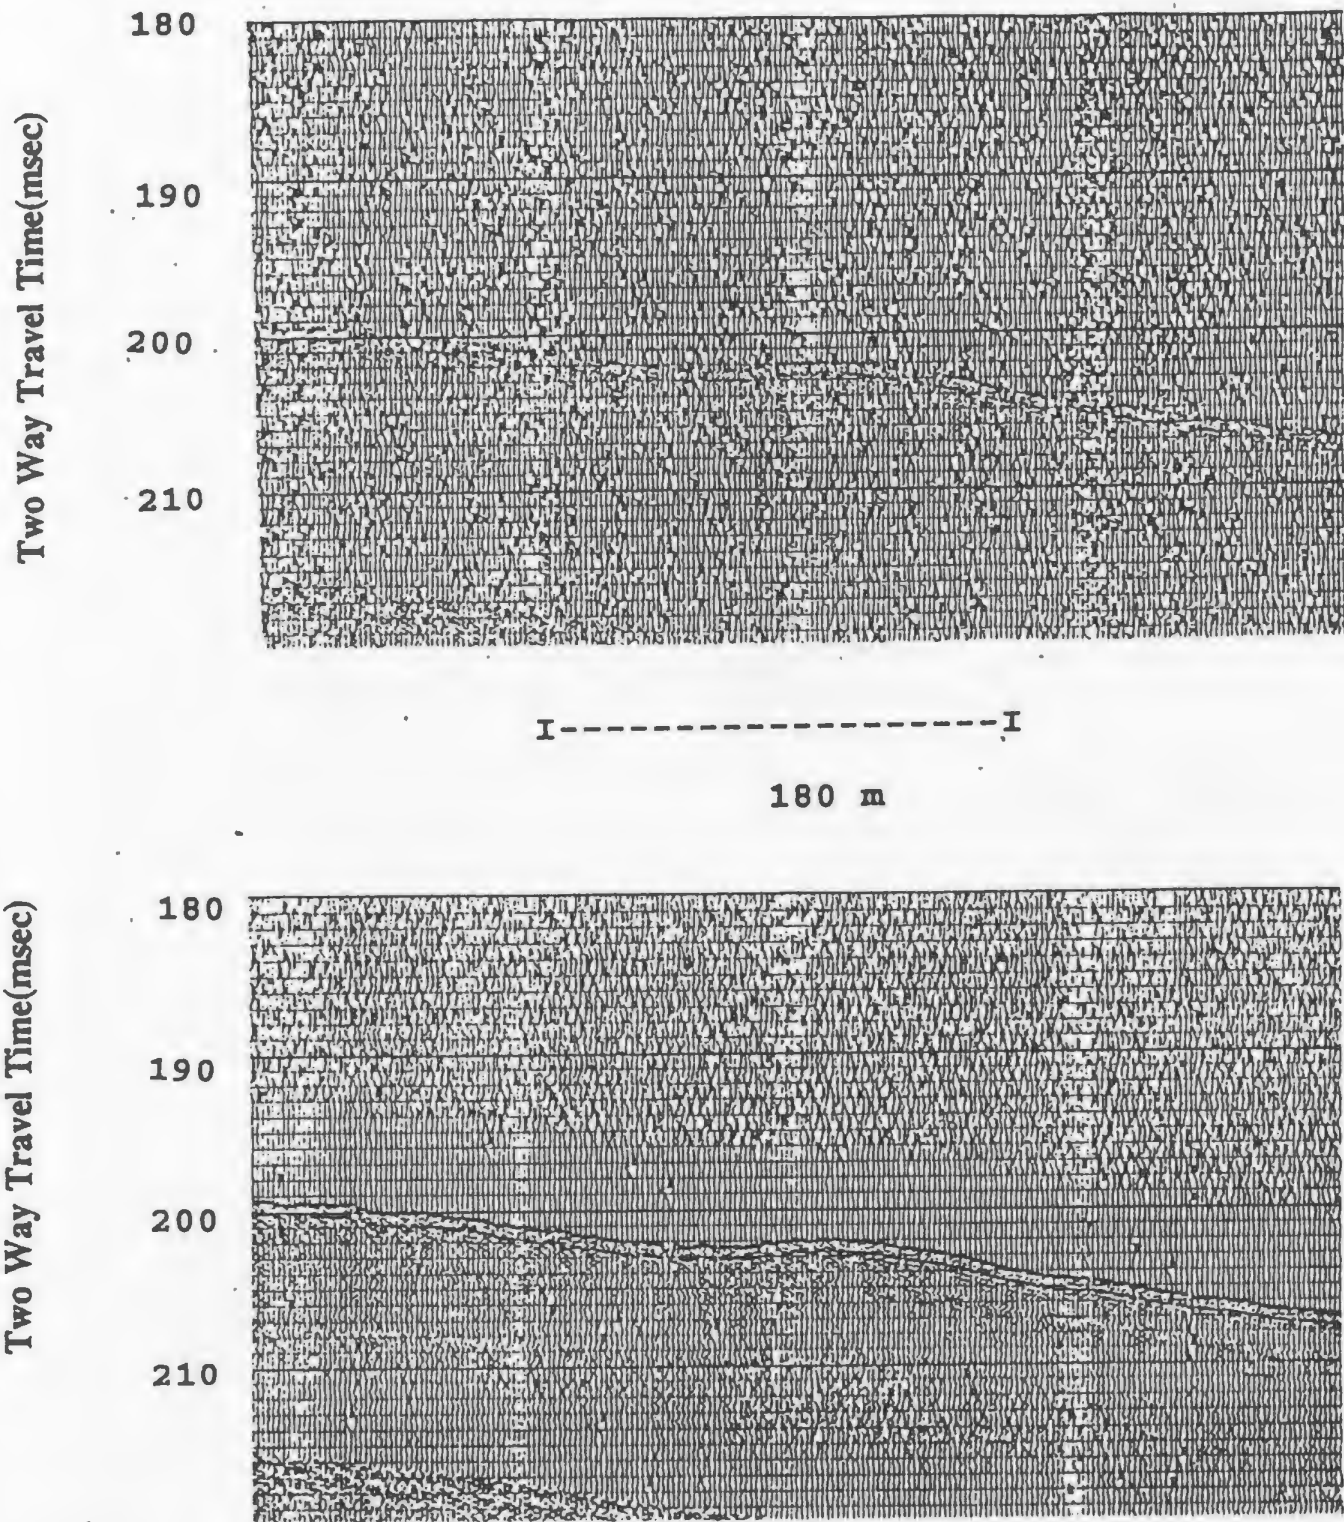 Two Way Travel Time(msec)
180
190
200
210
I------------------I
180 m
Two Way Travel Time(msec)
180
190
200
210